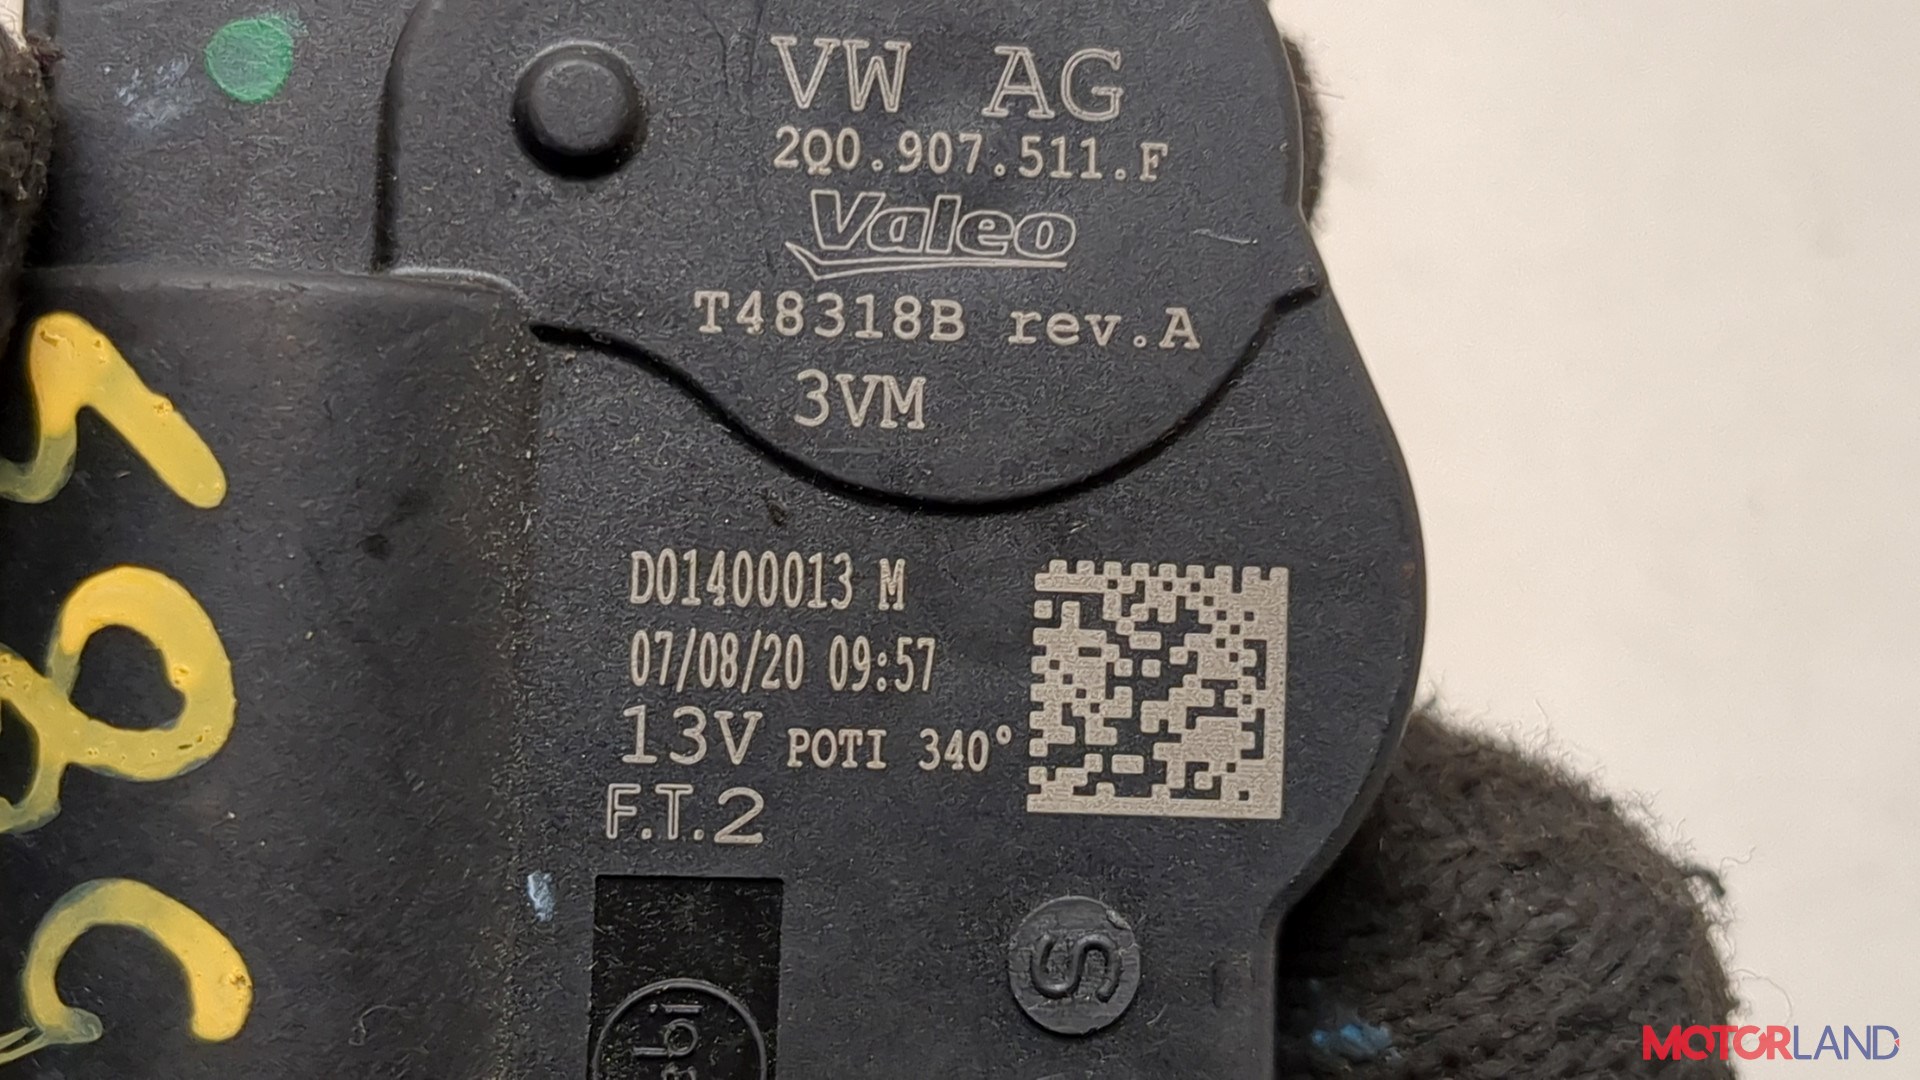 VW AG
2Q0.907.511.F
Valeo
T48318B rev.A
3VM
D01400013 M
07/08/20 09:57
13V POTI 340°
F.T.2
S
MOTORLAND